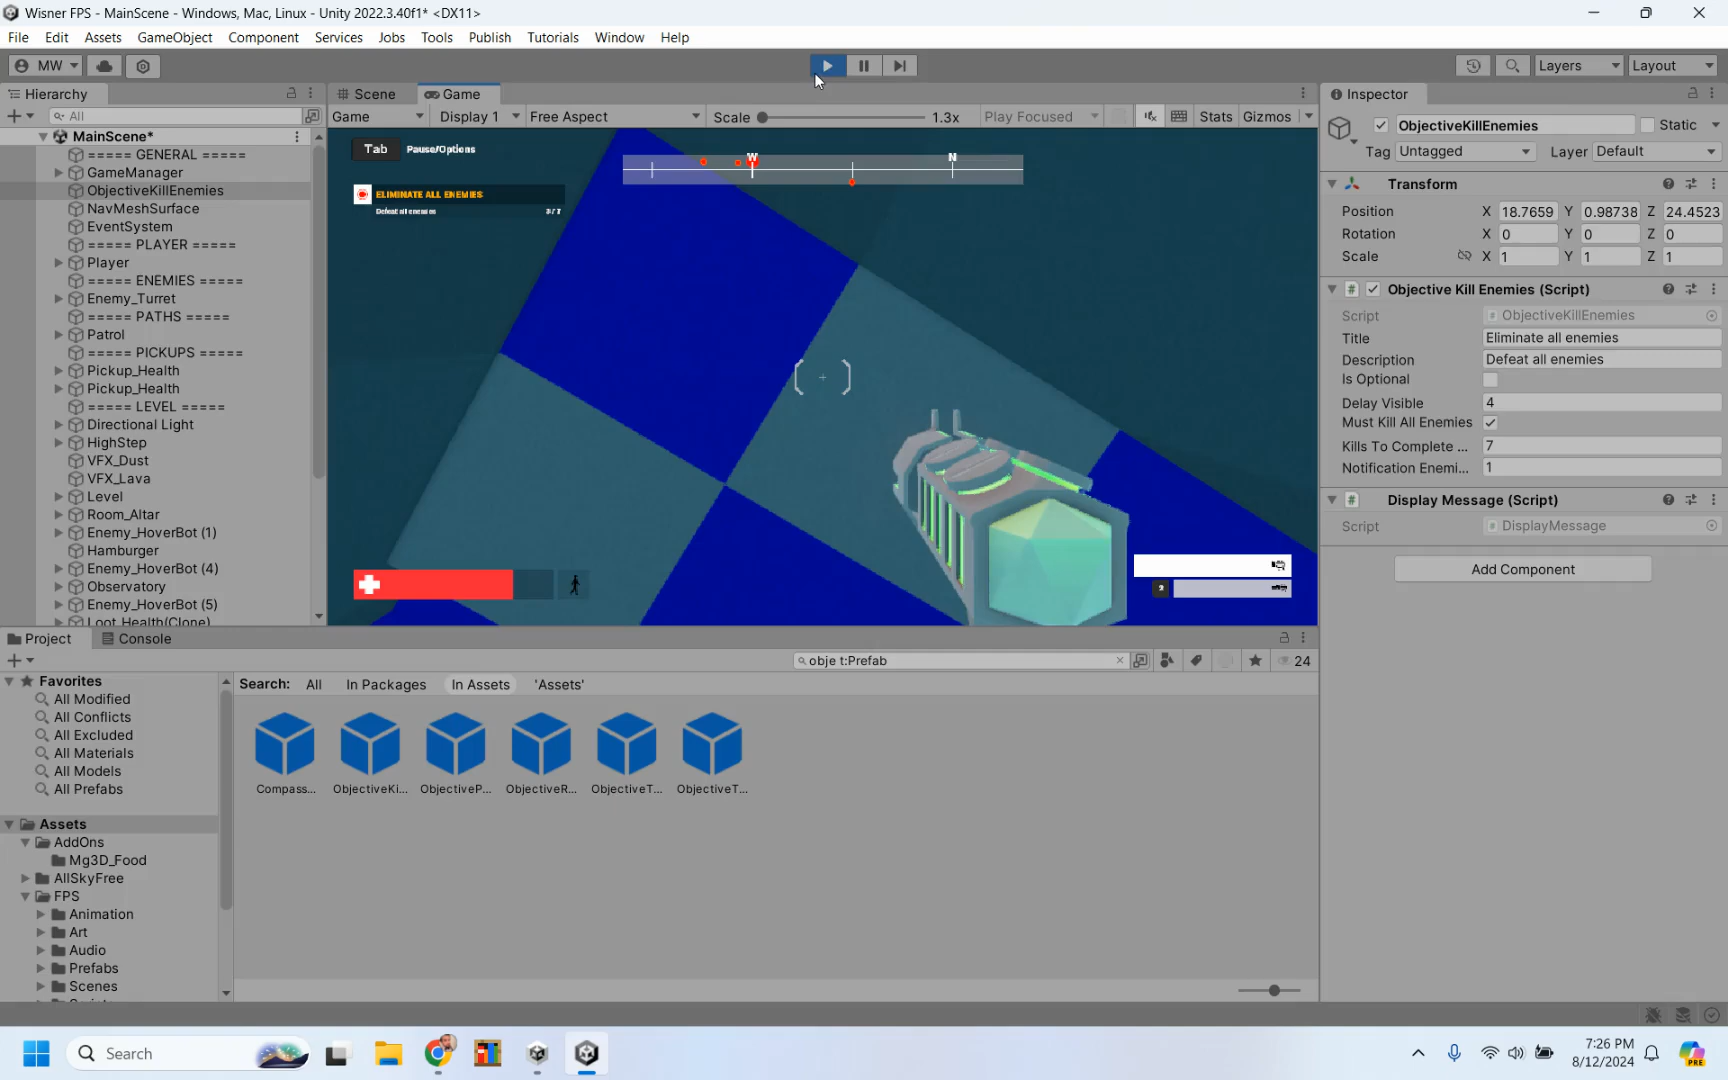 Wisner FPS - MainScene - Windows, Mac, Linux - Unity 2022.3.40f1* <DX11>
File Edit Assets GameObject Component Services Jobs Tools Publish Tutorials Window Help
MW Layers Layout
Hierarchy
All
MainScene*
===== GENERAL =====
GameManager
ObjectiveKillEnemies
NavMeshSurface
EventSystem
===== PLAYER =====
Player
===== ENEMIES =====
Enemy_Turret
===== PATHS =====
Patrol
===== PICKUPS =====
Pickup_Health
Pickup_Health
===== LEVEL =====
Directional Light
HighStep
VFX_Dust
VFX_Lava
Level
Room_Altar
Enemy_HoverBot (1)
Hamburger
Enemy_HoverBot (4)
Observatory
Enemy_HoverBot (5)
Loot_Health(Clone)
Scene Game
Game Display 1 Free Aspect Scale 1.3x Play Focused Stats Gizmos
Tab Pause/Options
W N
ELIMINATE ALL ENEMIES
Defeat all enemies
2
Inspector
ObjectiveKillEnemies Static
Tag Untagged Layer Default
Transform
Position X 18.7659 Y 0.98738 Z 24.4523
Rotation X 0 Y 0 Z 0
Scale X 1 Y 1 Z 1
# Objective Kill Enemies (Script)
Script # ObjectiveKillEnemies
Title Eliminate all enemies
Description Defeat all enemies
Is Optional
Delay Visible 4
Must Kill All Enemies
Kills To Complete ... 7
Notification Enemi... 1
# Display Message (Script)
Script # DisplayMessage
Add Component
Project Console
obje t:Prefab
24
Favorites
All Modified
All Conflicts
All Excluded
All Materials
All Models
All Prefabs
Assets
AddOns
Mg3D_Food
AllSkyFree
FPS
Animation
Art
Audio
Prefabs
Scenes
Search: All In Packages In Assets 'Assets'
Compass... ObjectiveKi... ObjectiveP... ObjectiveR... ObjectiveT... ObjectiveT...
Search
PRE
7:26 PM
8/12/2024